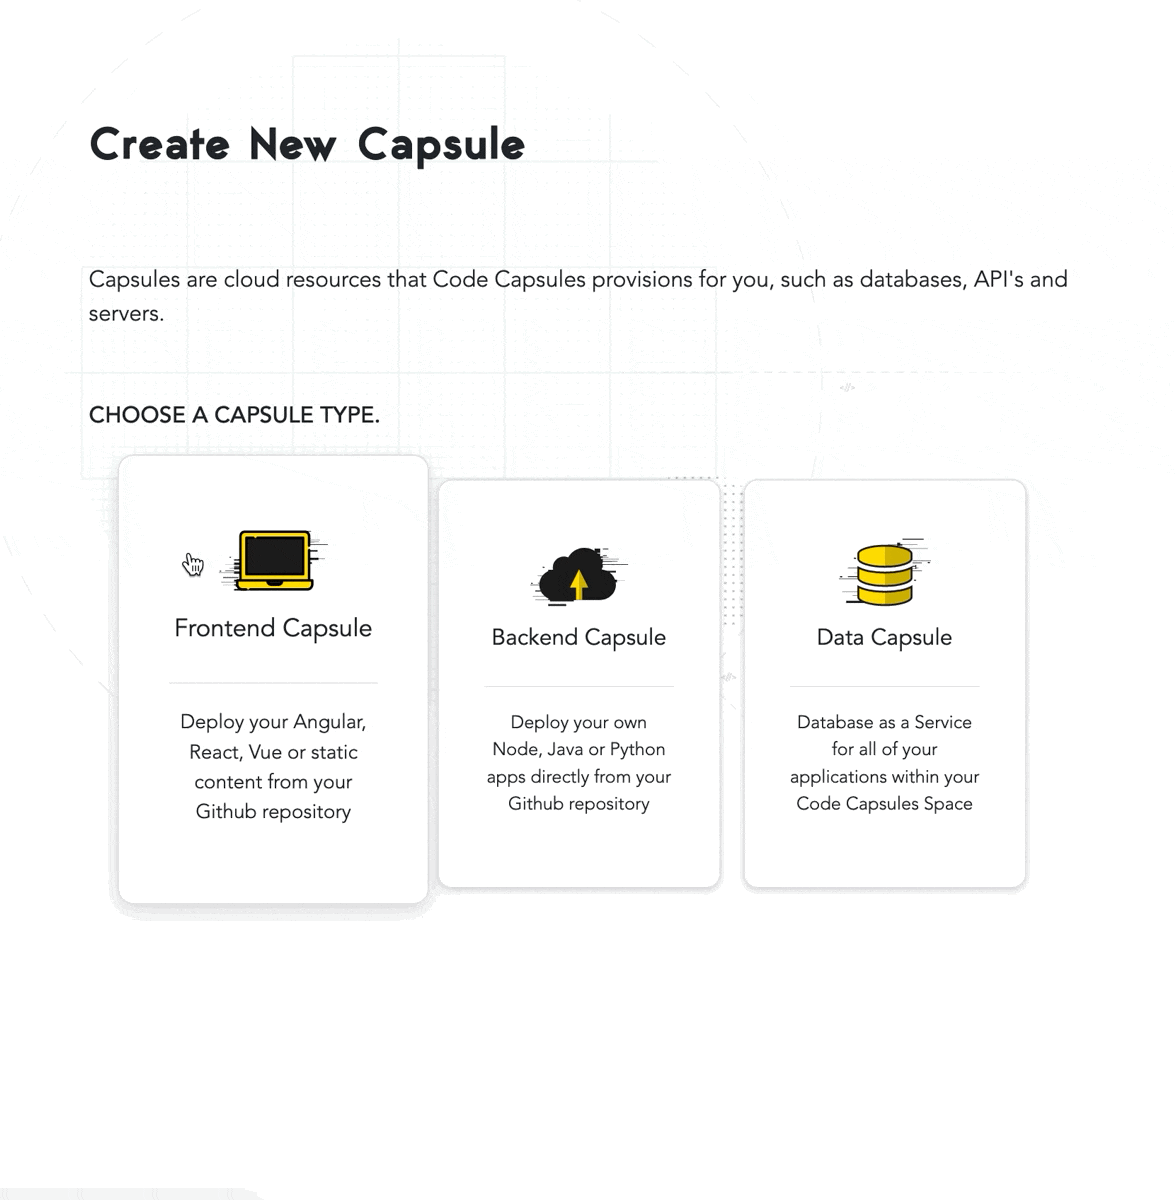 Create New Capsule
Capsules are cloud resources that Code Capsules provisions for you, such as databases, API's and
servers.
CHOOSE A CAPSULE TYPE.
Frontend Capsule
Deploy your Angular,
React, Vue or static
content from your
Github repository
Backend Capsule
Deploy your own
Node, Java or Python
apps directly from your
Github repository
Data Capsule
Database as a Service
for all of your
applications within your
Code Capsules Space